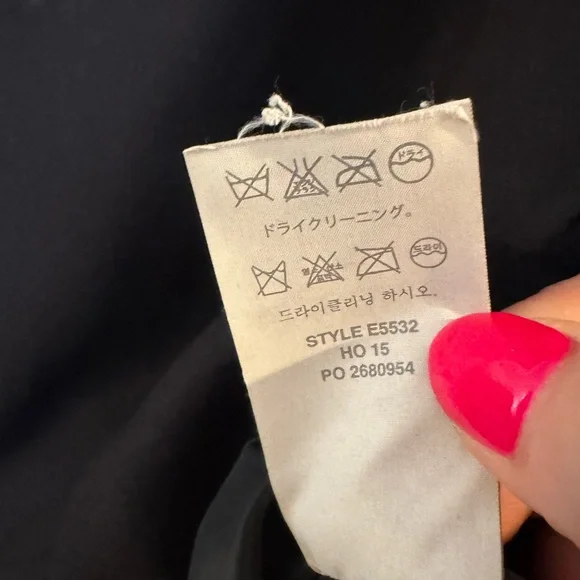 ドライ
ドライクリーニング。
드라이
드라이클리닝 하시오.
STYLE E5532
HO 15
PO 2680954